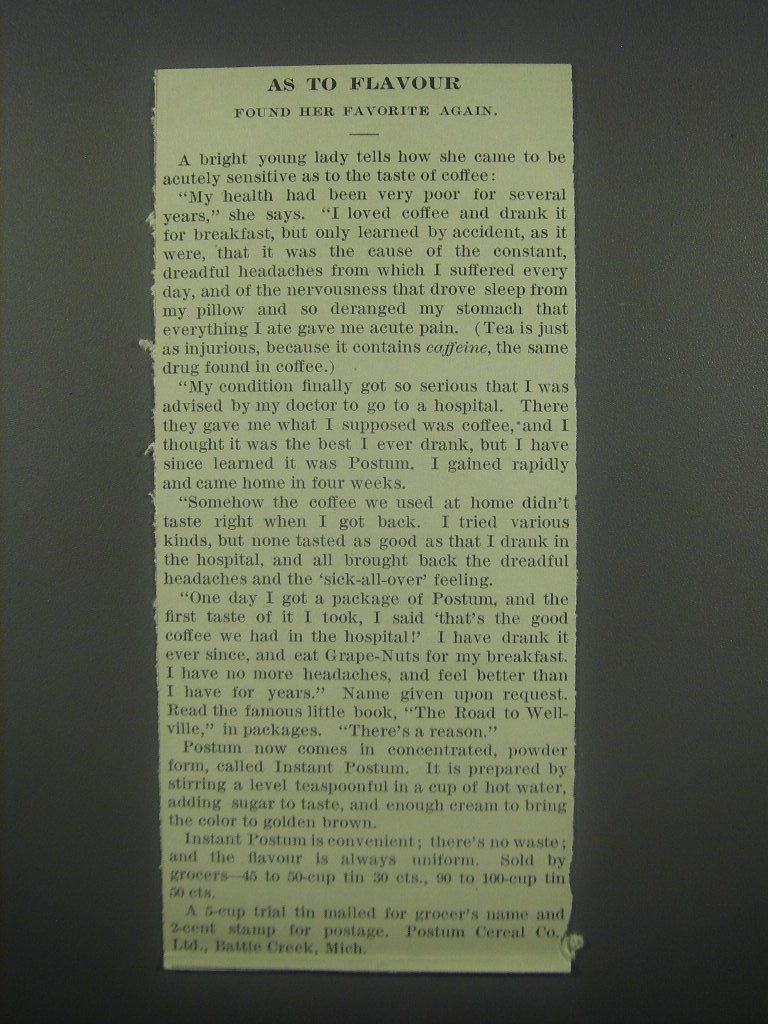 AS TO FLAVOUR
FOUND HER FAVORITE AGAIN.
A bright young lady tells how she came to be
acutely sensitive as to the taste of coffee:
"My health had been very poor for several
years," she says. "I loved coffee and drank it
for breakfast, but only learned by accident, as it
were, that it was the cause of the constant,
dreadful headaches from which I suffered every
day, and of the nervousness that drove sleep from
my pillow and so deranged my stomach that
everything I ate gave me acute pain. (Tea is just
as injurious, because it contains caffeine, the same
drug found in coffee.)
"My condition finally got so serious that I was
advised by my doctor to go to a hospital. There
they gave me what I supposed was coffee, and I
thought it was the best I ever drank, but I have
since learned it was Postum. I gained rapidly
and came home in four weeks.
"Somehow the coffee we used at home didn't
taste right when I got back. I tried various
kinds, but none tasted as good as that I drank in
the hospital, and all brought back the dreadful
headaches and the 'sick-all-over' feeling.
"One day I got a package of Postum, and the
first taste of it I took, I said 'that's the good
coffee we had in the hospital!' I have drank it
ever since, and eat Grape-Nuts for my breakfast.
I have no more headaches, and feel better than
I have for years." Name given upon request.
Read the famous little book, "The Road to Well-
ville," in packages. "There's a reason."
Postum now comes in concentrated, powder
form, called Instant Postum. It is prepared by
stirring a level teaspoonful in a cup of hot water,
adding sugar to taste, and enough cream to bring
the color to golden brown.
Instant Postum is convenient; there's no waste;
and the flavour is always uniform. Sold by
grocers—45 to 50-cup tin 30 cts., 90 to 100-cup tin
50 cts.
A 5-cup trial tin mailed for grocer's name and
2-cent stamp for postage. Postum Cereal Co.,
Ltd., Battle Creek, Mich.